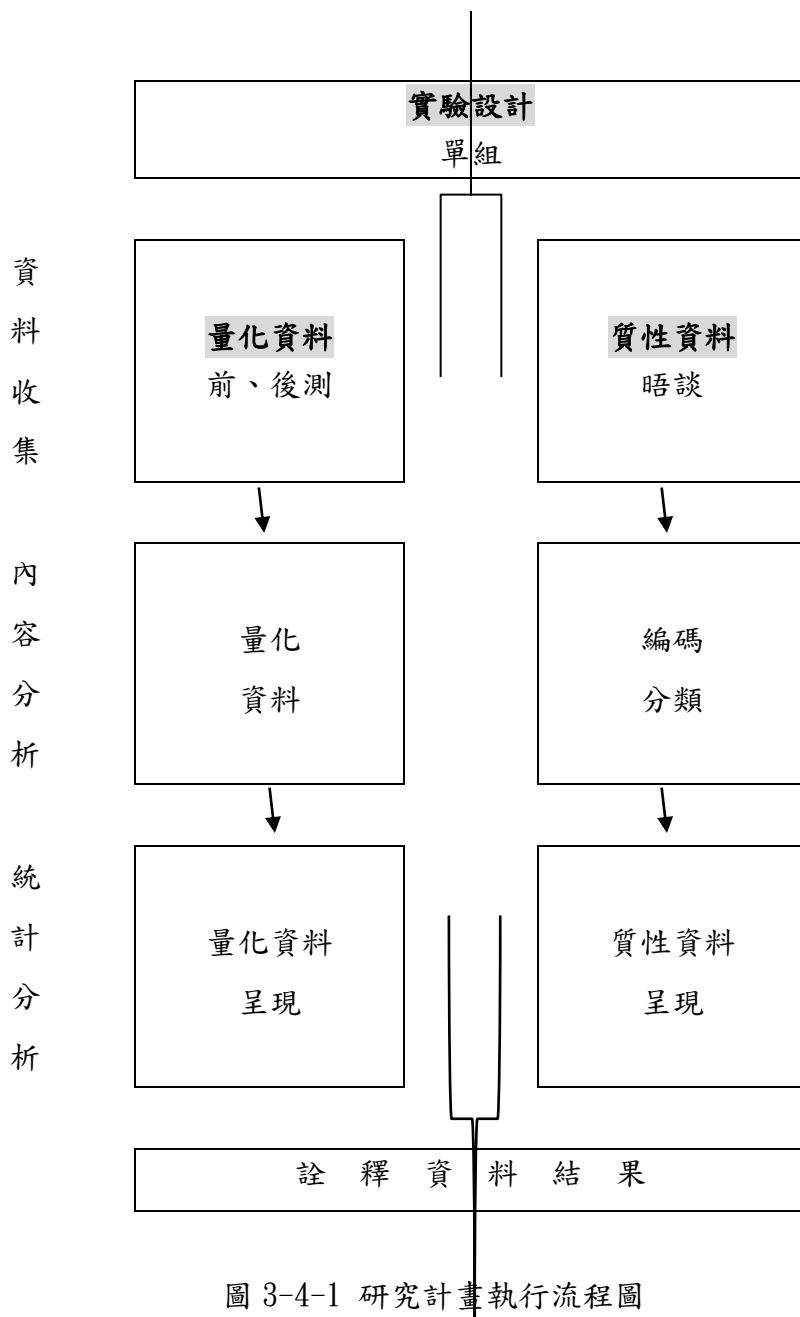 實驗設計
單組
資料收集
量化資料
前、後測
質性資料
晤談
內容分析
量化
資料
編碼
分類
統計分析
量化資料
呈現
質性資料
呈現
詮釋資料結果
圖 3-4-1 研究計畫執行流程圖